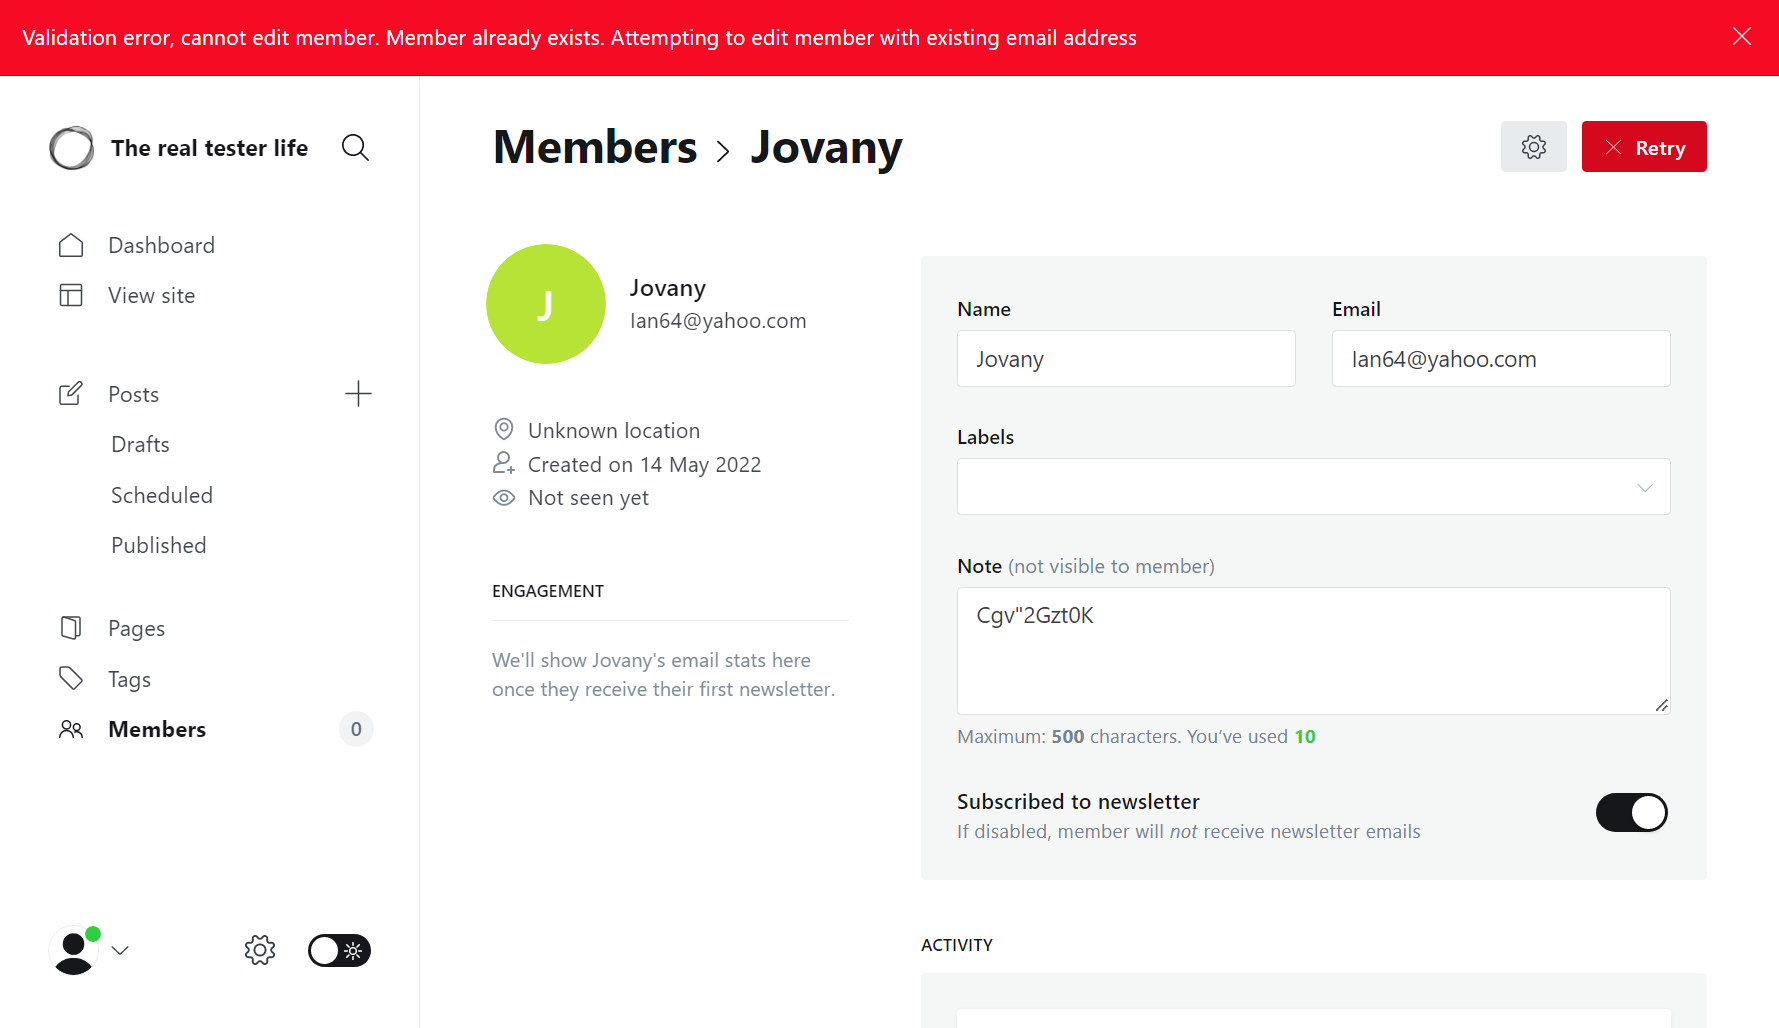 Validation error, cannot edit member. Member already exists. Attempting to edit member with existing email address
The real tester life
Dashboard
View site
Posts
Drafts
Scheduled
Published
Pages
Tags
Members 0
Members > Jovany
Retry
J
Jovany
Ian64@yahoo.com
Unknown location
Created on 14 May 2022
Not seen yet
ENGAGEMENT
We'll show Jovany's email stats here
once they receive their first newsletter.
Name
Jovany
Email
Ian64@yahoo.com
Labels
Note (not visible to member)
Cgv"2Gzt0K
Maximum: 500 characters. You’ve used 10
Subscribed to newsletter
If disabled, member will not receive newsletter emails
ACTIVITY